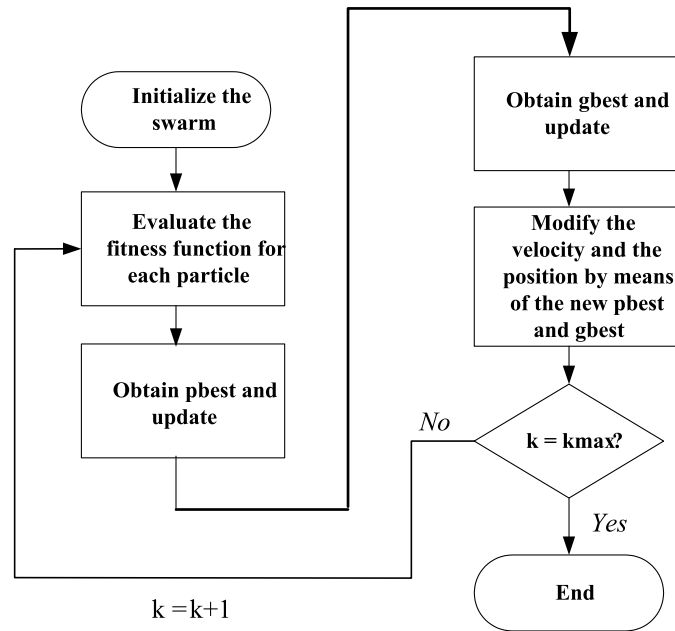 Initialize the
swarm
Evaluate the
fitness function for
each particle
Obtain pbest and
update
Obtain gbest and
update
Modify the
velocity and the
position by means
of the new pbest
and gbest
k = kmax?
No
Yes
End
k =k+1